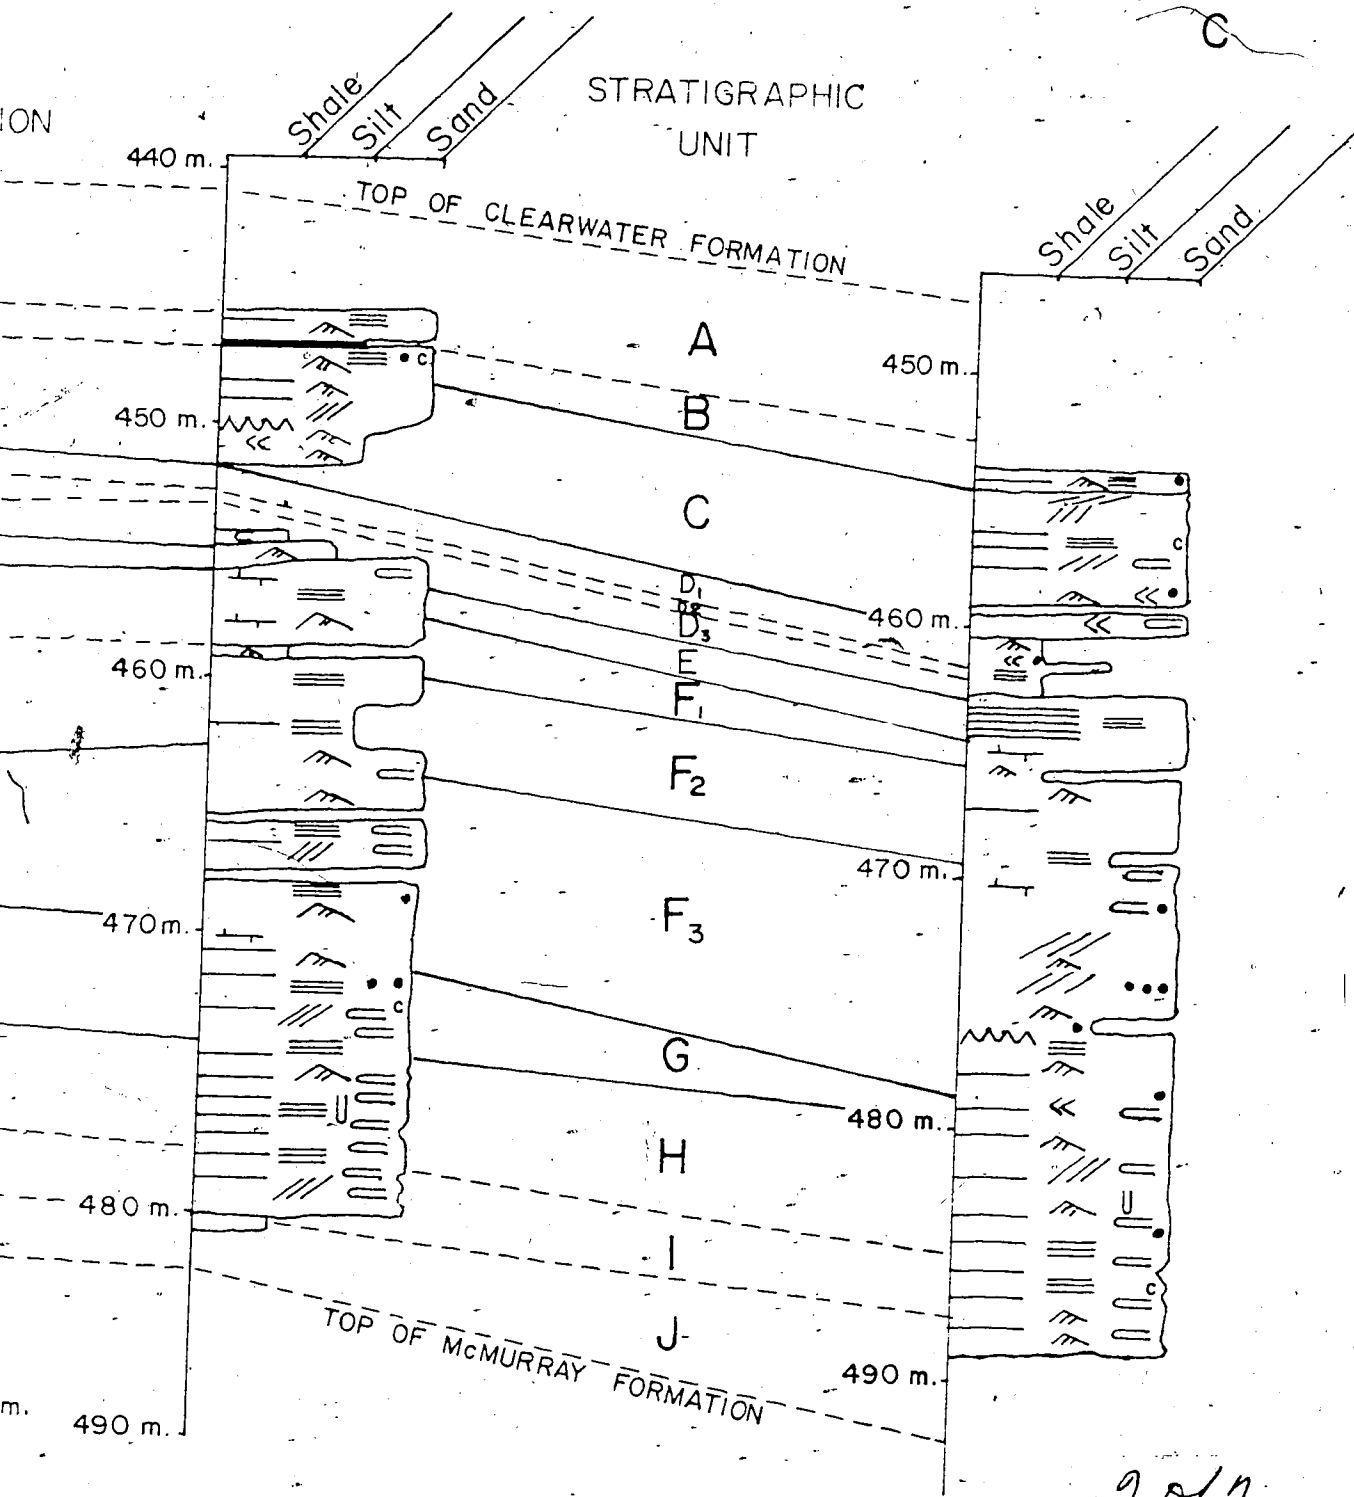 C
STRATIGRAPHIC
UNIT
ION
Shale
Silt
Sand
440 m.
TOP OF CLEARWATER FORMATION
Shale
Silt
Sand
A
450 m.
c
B
450 m.
C
c
D1
D2
460 m.
D3
E
460 m.
F1
F2
470 m.
F3
470 m.
c
G
480 m.
H
480 m.
I
c
J
TOP OF McMURRAY FORMATION
490 m.
m.
490 m.